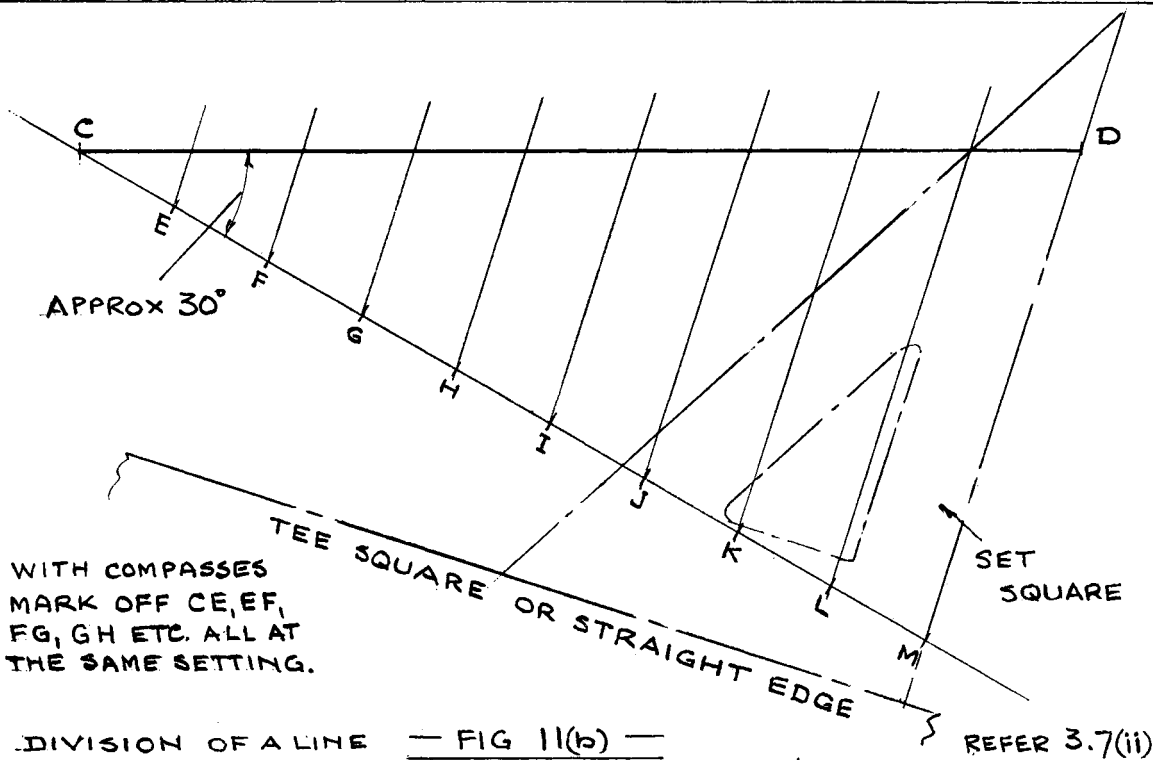 C
D
E
F
APPROX 30°
G
H
I
J
K
L
M
TEE SQUARE OR STRAIGHT EDGE
SET
SQUARE
WITH COMPASSES
MARK OFF CE, EF,
FG, GH ETC. ALL AT
THE SAME SETTING.
DIVISION OF A LINE — FIG 11(b) — REFER 3.7(ii)